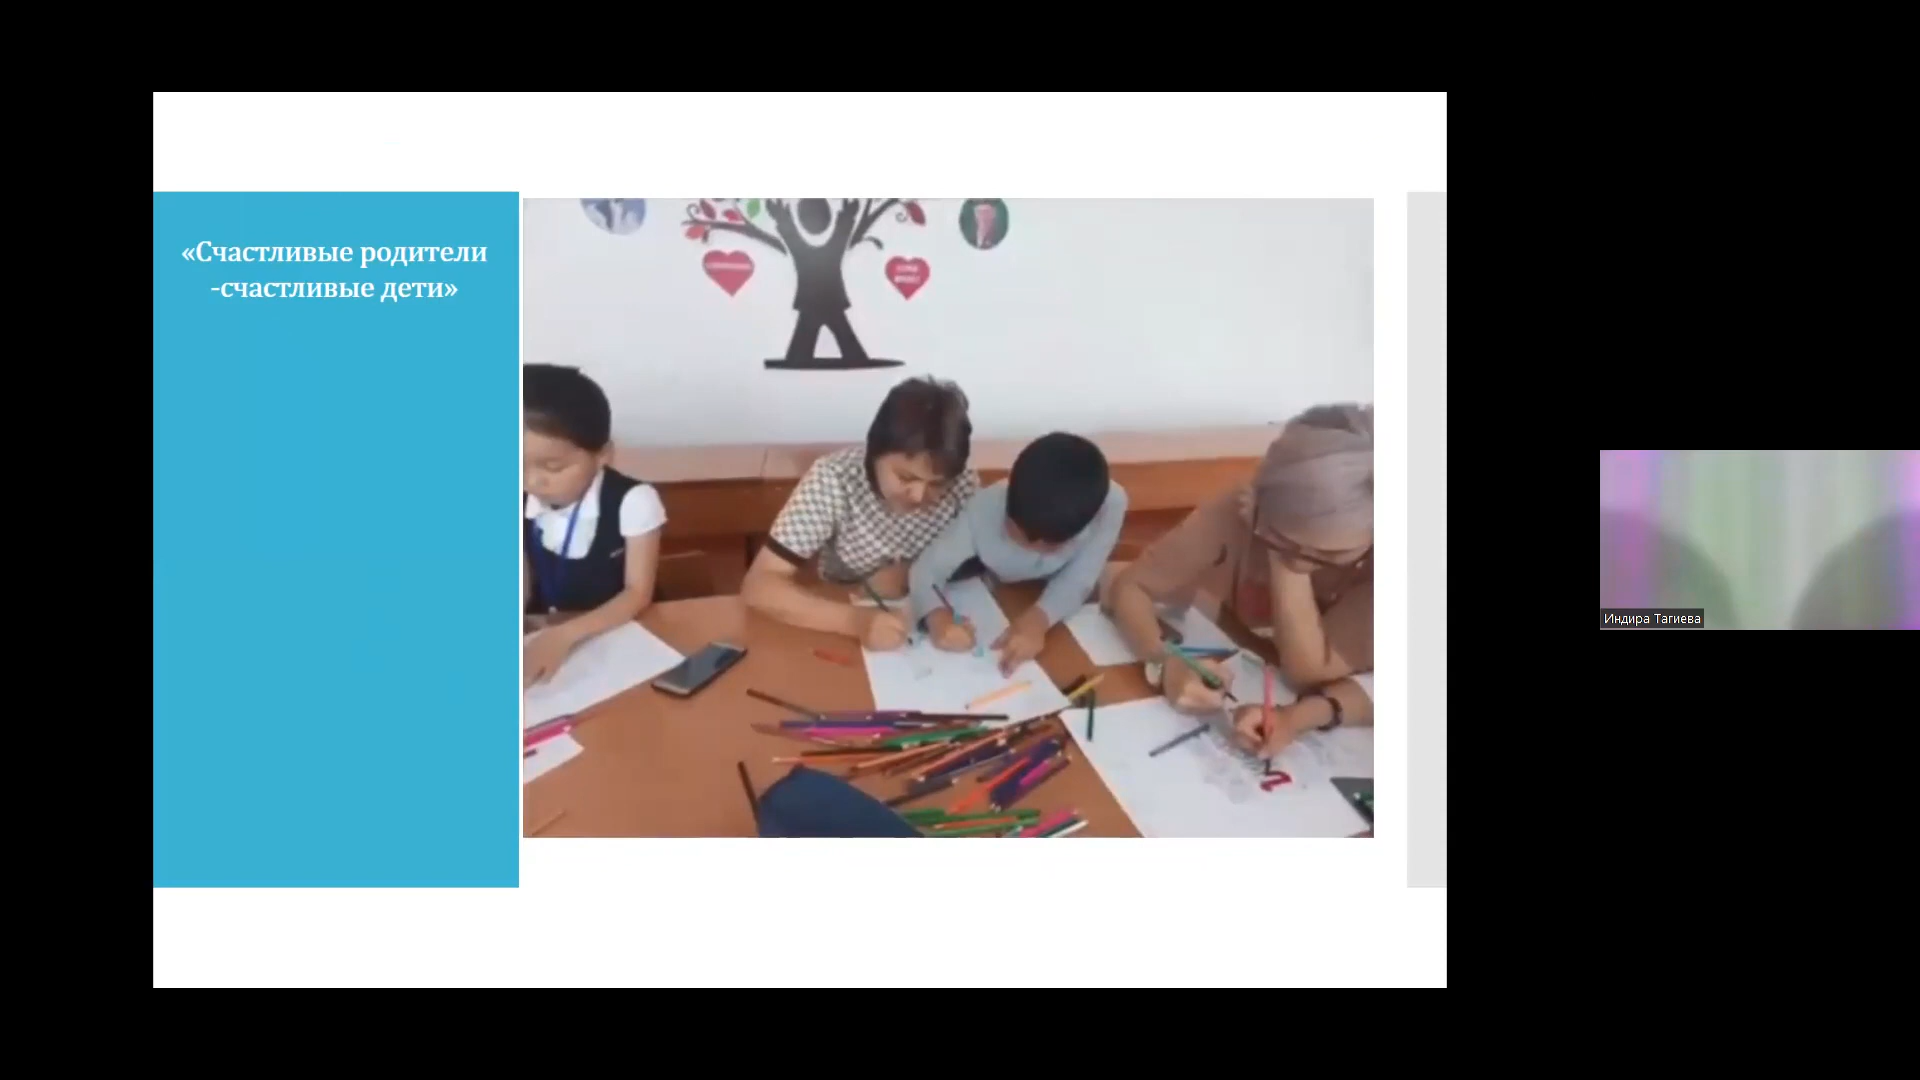 «Счастливые родители
-счастливые дети»
Индира Тагиева